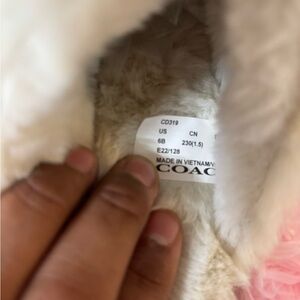 CD319
US CN
6B 230(1.5)
E22/128
MADE IN VIETNAM/
COAC